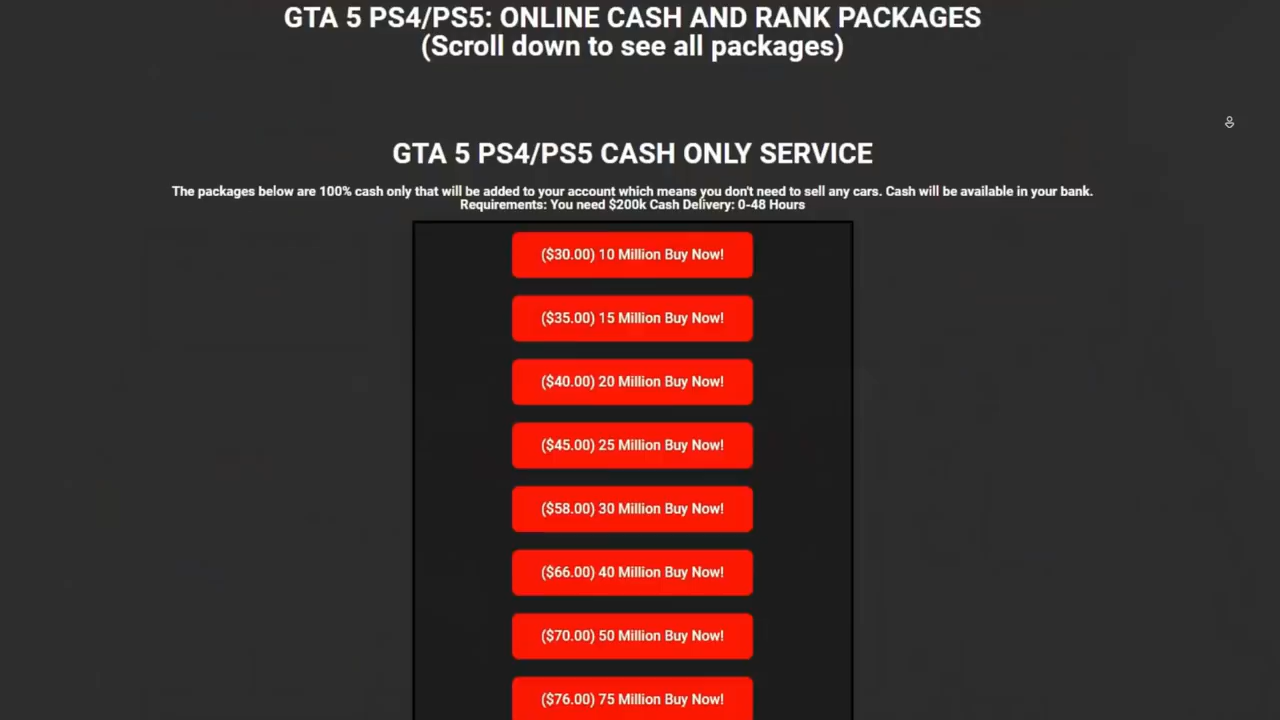 GTA 5 PS4/PS5: ONLINE CASH AND RANK PACKAGES
(Scroll down to see all packages)
GTA 5 PS4/PS5 CASH ONLY SERVICE
The packages below are 100% cash only that will be added to your account which means you don't need to sell any cars. Cash will be available in your bank.
Requirements: You need $200k Cash Delivery: 0-48 Hours
($30.00) 10 Million Buy Now!
($35.00) 15 Million Buy Now!
($40.00) 20 Million Buy Now!
($45.00) 25 Million Buy Now!
($58.00) 30 Million Buy Now!
($66.00) 40 Million Buy Now!
($70.00) 50 Million Buy Now!
($76.00) 75 Million Buy Now!